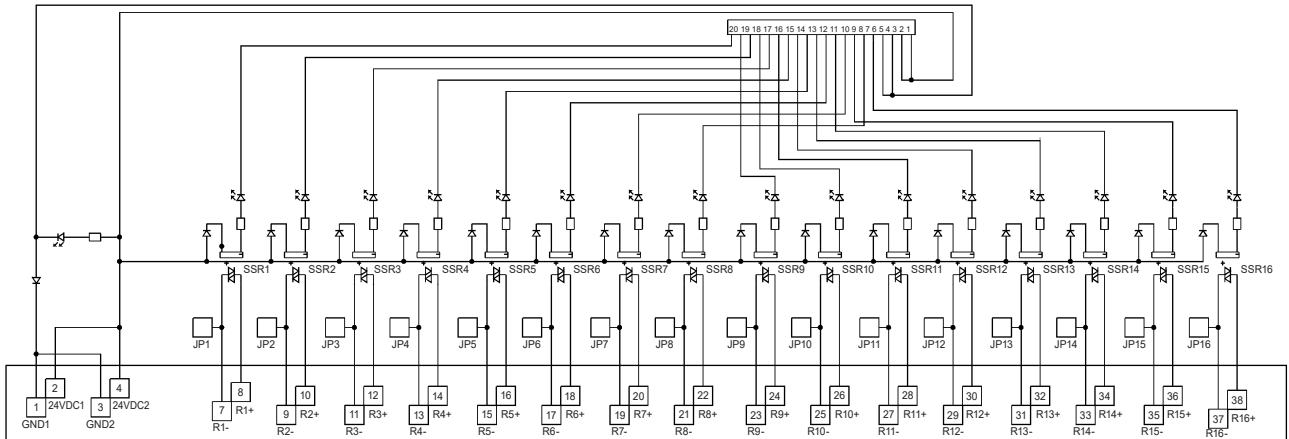 20 19 18 17 16 15 14 13 12 11 10 9 8 7 6 5 4 3 2 1
SSR1 SSR2 SSR3 SSR4 SSR5 SSR6 SSR7 SSR8 SSR9 SSR10 SSR11 SSR12 SSR13 SSR14 SSR15 SSR16
JP1 JP2 JP3 JP4 JP5 JP6 JP7 JP8 JP9 JP10 JP11 JP12 JP13 JP14 JP15 JP16
2 4 8 10 12 14 16 18 20 22 24 26 28 30 32 34 36 38
24VDC1 24VDC2 R1+ R2+ R3+ R4+ R5+ R6+ R7+ R8+ R9+ R10+ R11+ R12+ R13+ R14+ R15+ R16+
1 3 7 9 11 13 15 17 19 21 23 25 27 29 31 33 35 37
GND1 GND2 R1- R2- R3- R4- R5- R6- R7- R8- R9- R10- R11- R12- R13- R14- R15- R16-